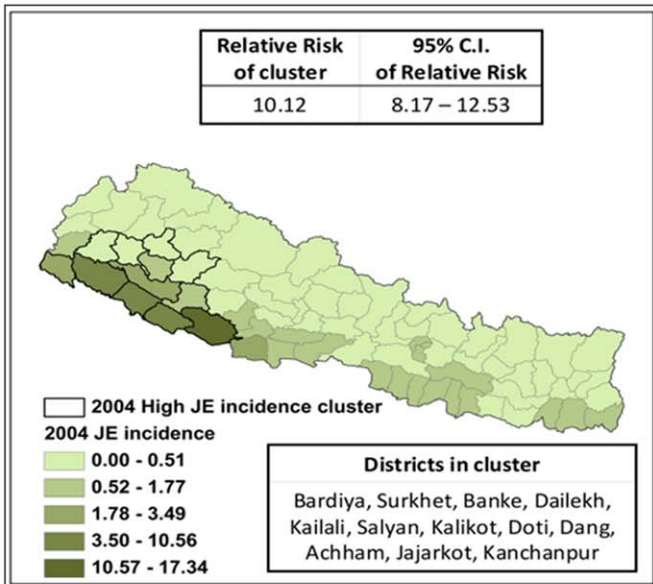 Relative Risk of cluster
95% C.I. of Relative Risk
10.12
8.17 – 12.53
2004 High JE incidence cluster
2004 JE incidence
0.00 - 0.51
0.52 - 1.77
1.78 - 3.49
3.50 - 10.56
10.57 - 17.34
Districts in cluster
Bardiya, Surkhet, Banke, Dailekh,
Kailali, Salyan, Kalikot, Doti, Dang,
Achham, Jajarkot, Kanchanpur